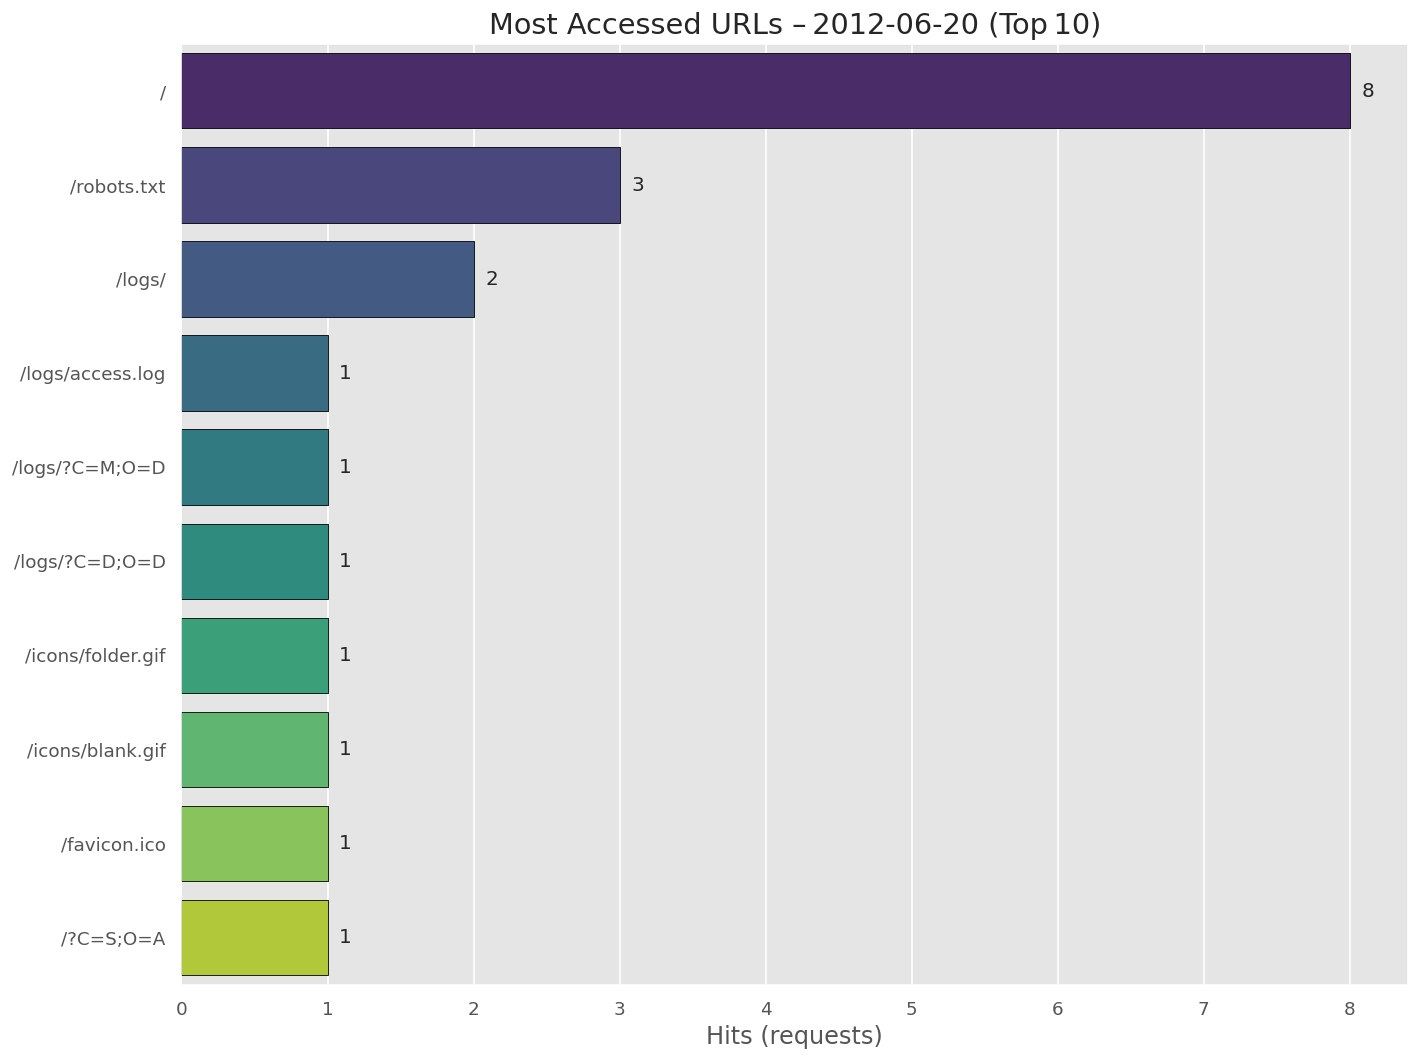 Most Accessed URLs – 2012-06-20 (Top 10)
/
8
/robots.txt
3
/logs/
2
/logs/access.log
1
/logs/?C=M;O=D
1
/logs/?C=D;O=D
1
/icons/folder.gif
1
/icons/blank.gif
1
/favicon.ico
1
/?C=S;O=A
1
0 1 2 3 4 5 6 7 8
Hits (requests)